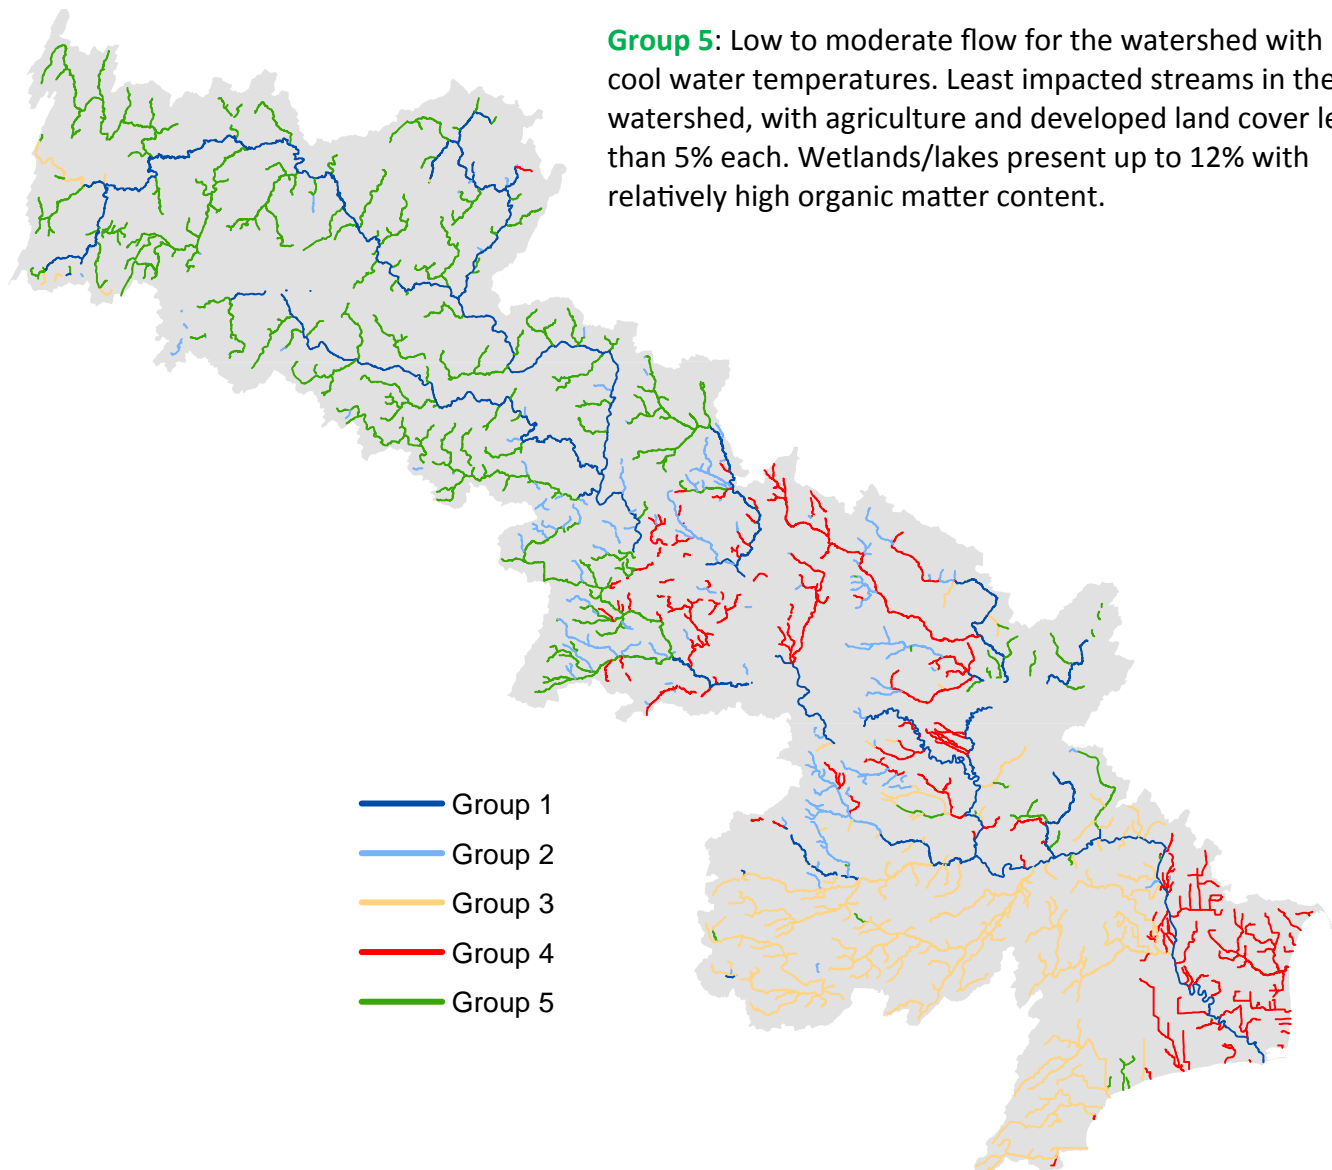 Group 5: Low to moderate flow for the watershed with
cool water temperatures. Least impacted streams in the
watershed, with agriculture and developed land cover
than 5% each. Wetlands/lakes present up to 12% with
relatively high organic matter content.
Group 1
Group 2
Group 3
Group 4
Group 5